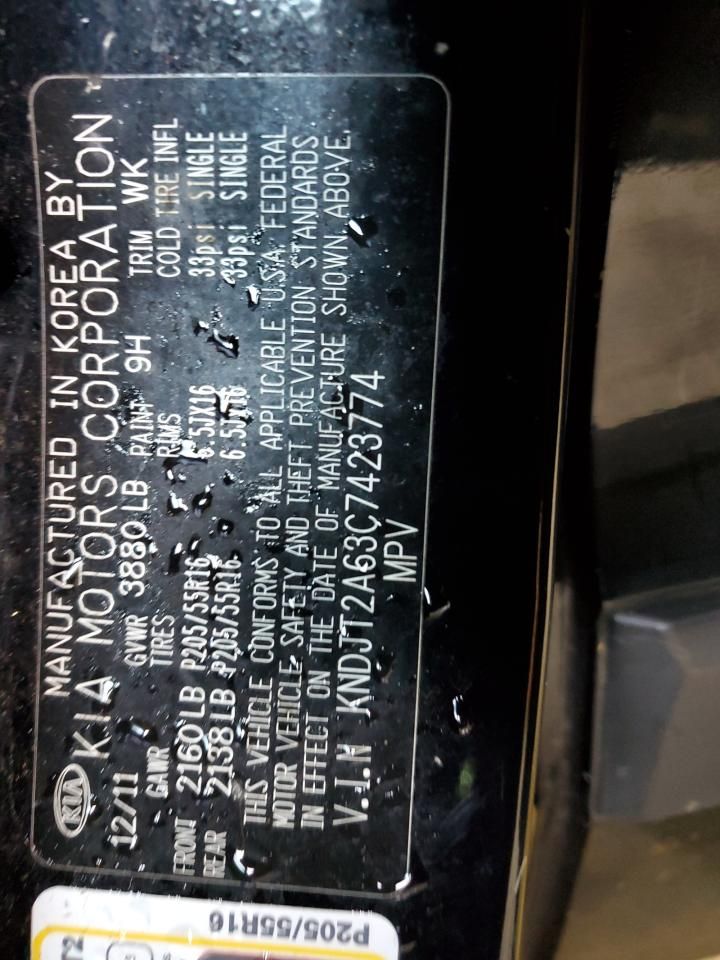 KIA MANUFACTURED IN KOREA BY
KIA MOTORS CORPORATION
12/11 GVWR 3880 LB PAINT 9H TRIM WK
GAWR TIRES RIMS COLD TIRE INFL
FRONT 2160 LB P205/55R16 6.5JX16 33psi SINGLE
REAR 2138 LB P205/55R16 6.5JX16 33psi SINGLE
THIS VEHICLE CONFORMS TO ALL APPLICABLE U.S.A. FEDERAL
MOTOR VEHICLE SAFETY AND THEFT PREVENTION STANDARDS
IN EFFECT ON THE DATE OF MANUFACTURE SHOWN ABOVE.
V.I.N KNDJT2A63C7423774
MPV
P205/55R16